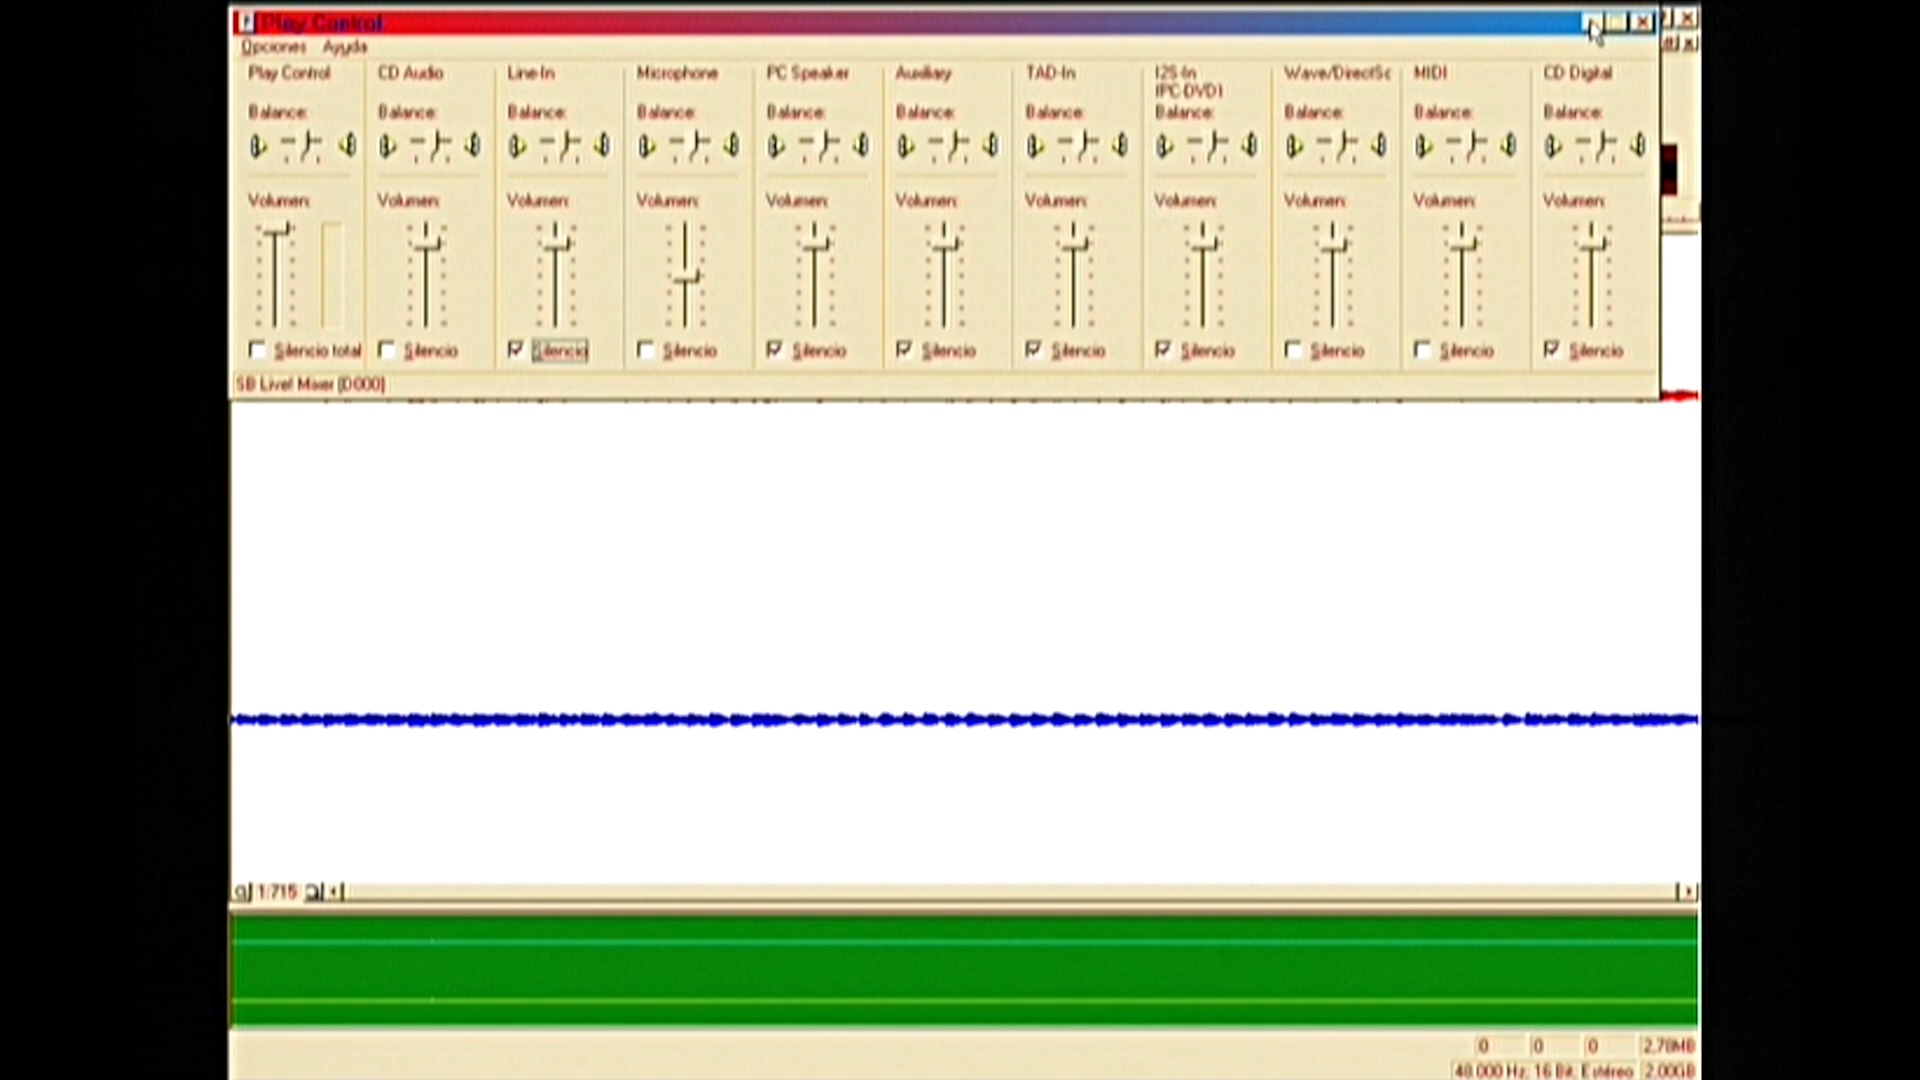 Play Control
Opciones Ayuda
Play Control CD Audio Line-In Microphone PC Speaker Auxiliary TAD-In I2S-In Wave/DirectSc MIDI CD Digital
(PC-DVD)
Balance: Balance: Balance: Balance: Balance: Balance: Balance: Balance: Balance: Balance: Balance:
Volumen: Volumen: Volumen: Volumen: Volumen: Volumen: Volumen: Volumen: Volumen: Volumen: Volumen:
Silencio total Silencio Silencio Silencio Silencio Silencio Silencio Silencio Silencio Silencio Silencio
SB Live! Mixer [D000]
1:715
0 0 0 2,78MB
48.000 Hz, 16 Bit, Estéreo 2,00GB